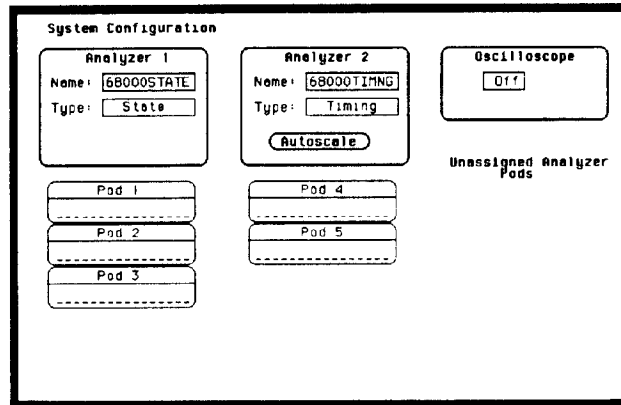 System Configuration
Analyzer 1
Name: 68000STATE
Type: State
Analyzer 2
Name: 68000TIMNG
Type: Timing
Autoscale
Oscilloscope
Off
Unassigned Analyzer
Pods
Pod 1
Pod 2
Pod 3
Pod 4
Pod 5